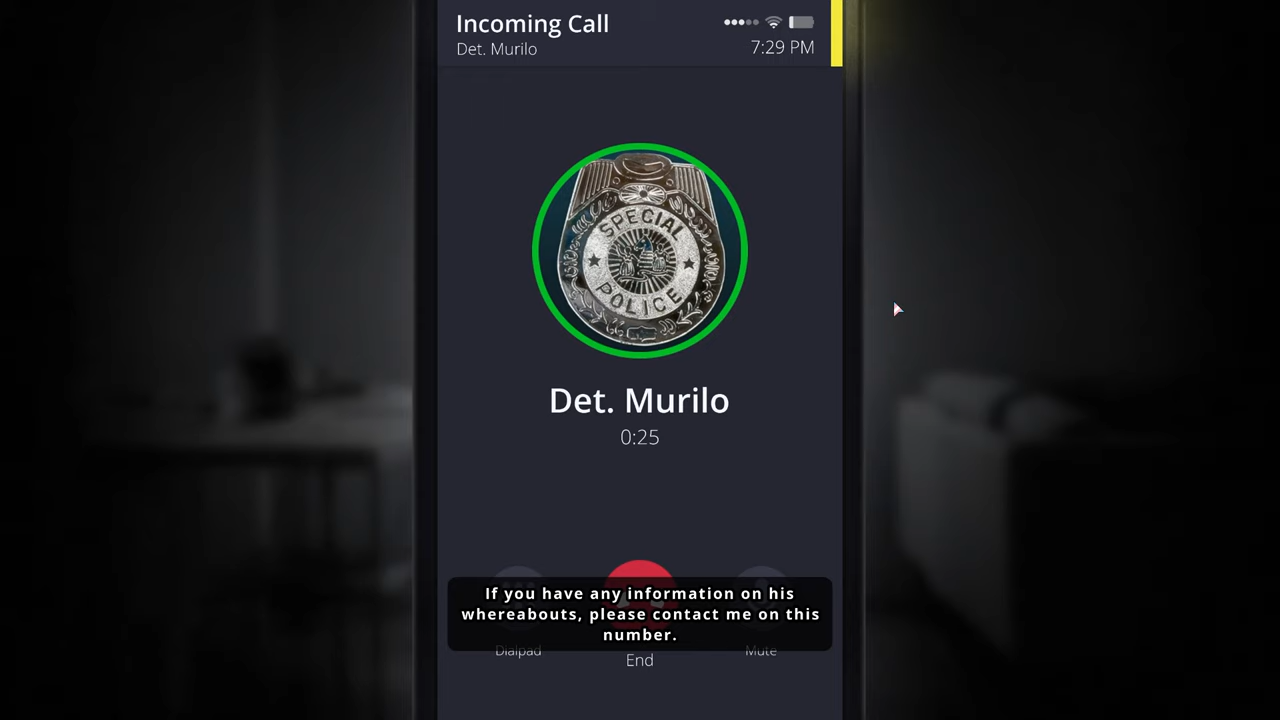 Incoming Call
Det. Murilo
7:29 PM
SPECIAL
POLICE
Det. Murilo
0:25
If you have any information on his
whereabouts, please contact me on this
number.
Dialpad
End
Mute